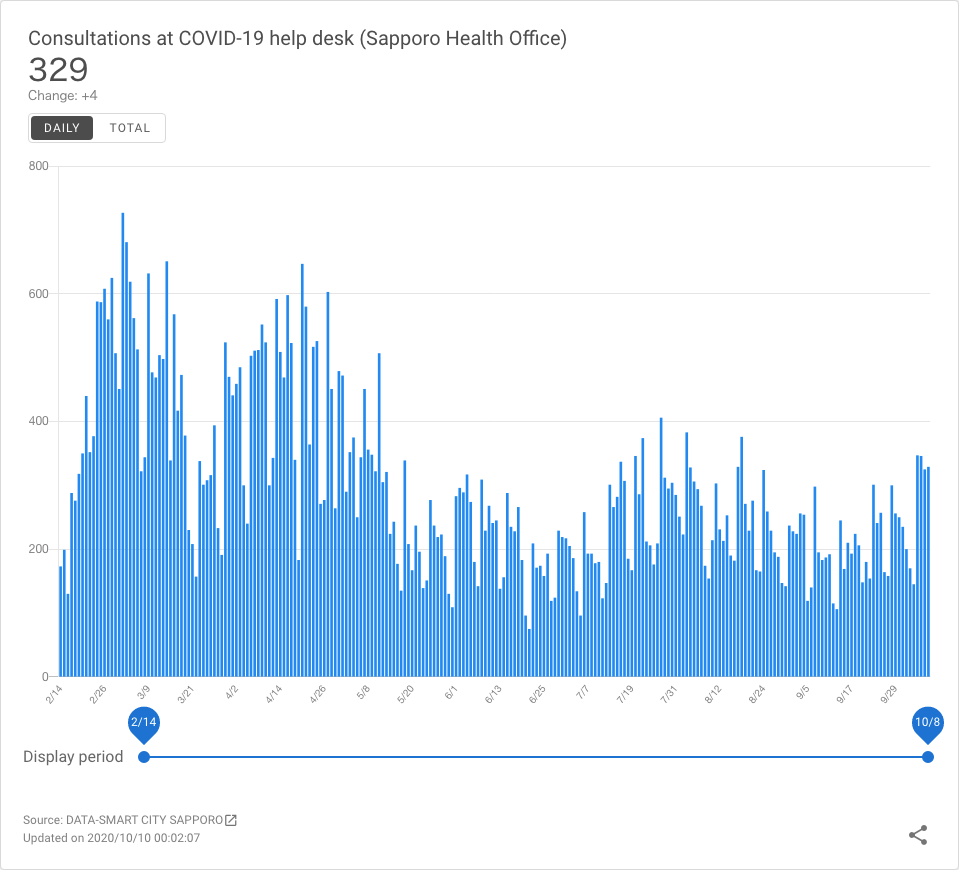 Consultations at COVID-19 help desk (Sapporo Health Office)
329
Change: +4
DAILY TOTAL
800
600
400
200
0
2/14 2/26 3/9 3/21 4/2 4/14 4/26 5/8 5/20 6/1 6/13 6/25 7/7 7/19 7/31 8/12 8/24 9/5 9/17 9/29
2/14 10/8
Display period
Source: DATA-SMART CITY SAPPORO
Updated on 2020/10/10 00:02:07